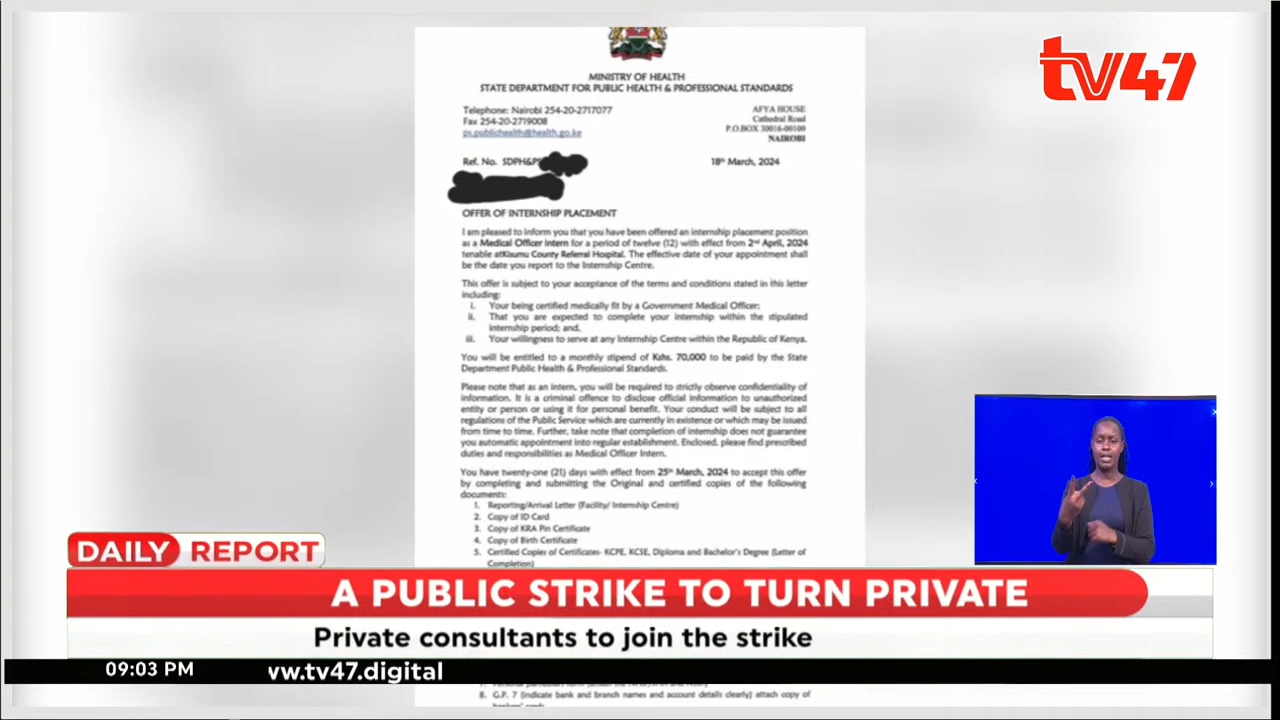 tv47
MINISTRY OF HEALTH
STATE DEPARTMENT FOR PUBLIC HEALTH & PROFESSIONAL STANDARDS
Telephone: Nairobi 254-20-2717077
Fax 254-20-2719008
ps.publichealth@health.go.ke
AFYA HOUSE
Cathedral Road
P.O.BOX 30016-00100
NAIROBI
Ref. No. SDPH&PS
18th March, 2024
OFFER OF INTERNSHIP PLACEMENT
I am pleased to inform you that you have been offered an internship placement position
as a Medical Officer Intern for a period of twelve (12) with effect from 2nd April, 2024
tenable atKisumu County Referral Hospital. The effective date of your appointment shall
be the date you report to the Internship Centre.
This offer is subject to your acceptance of the terms and conditions stated in this letter
including:
i. Your being certified medically fit by a Government Medical Officer;
ii. That you are expected to complete your internship within the stipulated
internship period; and,
iii. Your willingness to serve at any Internship Centre within the Republic of Kenya.
You will be entitled to a monthly stipend of Kshs. 70,000 to be paid by the State
Department Public Health & Professional Standards.
Please note that as an intern, you will be required to strictly observe confidentiality of
information. It is a criminal offence to disclose official information to unauthorized
entity or person or using it for personal benefit. Your conduct will be subject to all
regulations of the Public Service which are currently in existence or which may be issued
from time to time. Further, take note that completion of internship does not guarantee
you automatic appointment into regular establishment. Enclosed, please find prescribed
duties and responsibilities as Medical Officer Intern.
You have twenty-one (21) days with effect from 25th March, 2024 to accept this offer
by completing and submitting the Original and certified copies of the following
documents:
1. Reporting/Arrival Letter (Facility/ Internship Centre)
2. Copy of ID Card
3. Copy of KRA Pin Certificate
4. Copy of Birth Certificate
5. Certified Copies of Certificates- KCPE, KCSE, Diploma and Bachelor's Degree (Letter of
Completion)
DAILY REPORT
A PUBLIC STRIKE TO TURN PRIVATE
Private consultants to join the strike
09:03 PM
vw.tv47.digital
8. G.P. 7 (indicate bank and branch names and account details clearly) attach copy of